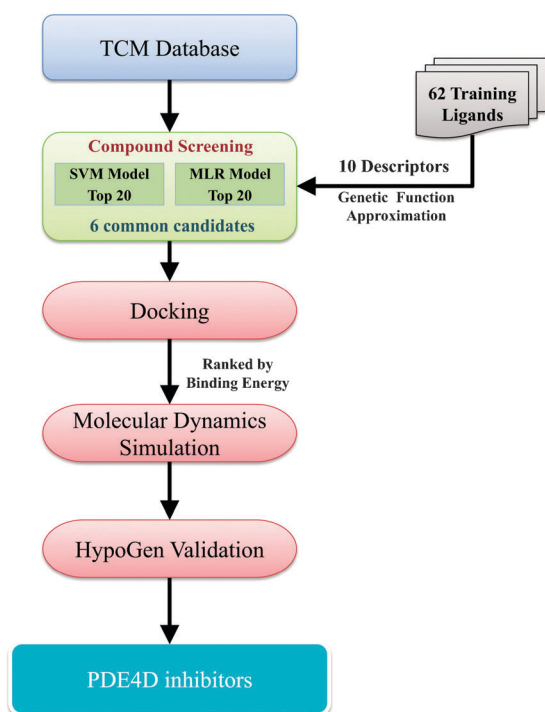 TCM Database
62 Training
Ligands
Compound Screening
SVM Model
Top 20
MLR Model
Top 20
6 common candidates
10 Descriptors
Genetic Function
Approximation
Docking
Ranked by
Binding Energy
Molecular Dynamics
Simulation
HypoGen Validation
PDE4D inhibitors